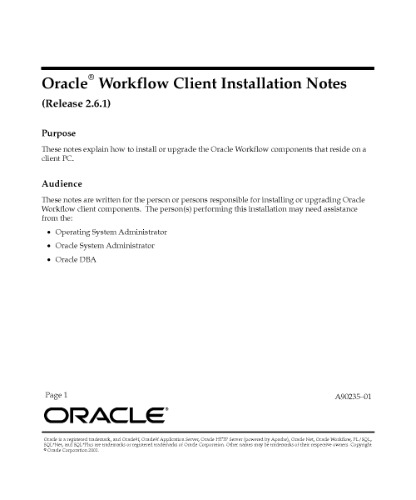 Oracle® Workflow Client Installation Notes
(Release 2.6.1)
Purpose
These notes explain how to install or upgrade the Oracle Workflow components that reside on a
client PC.
Audience
These notes are written for the person or persons responsible for installing or upgrading Oracle
Workflow client components. The person(s) performing this installation may need assistance
from the:
• Operating System Administrator
• Oracle System Administrator
• Oracle DBA
Page 1
A90235-01
ORACLE®
Oracle is a registered trademark, and Oracle8i, Oracle9i Application Server, Oracle HTTP Server (powered by Apache), Oracle Net, Oracle Workflow, PL/SQL,
SQL*Net, and SQL*Plus are trademarks or registered trademarks of Oracle Corporation. Other names may be trademarks of their respective owners. Copyright
© Oracle Corporation 2001.